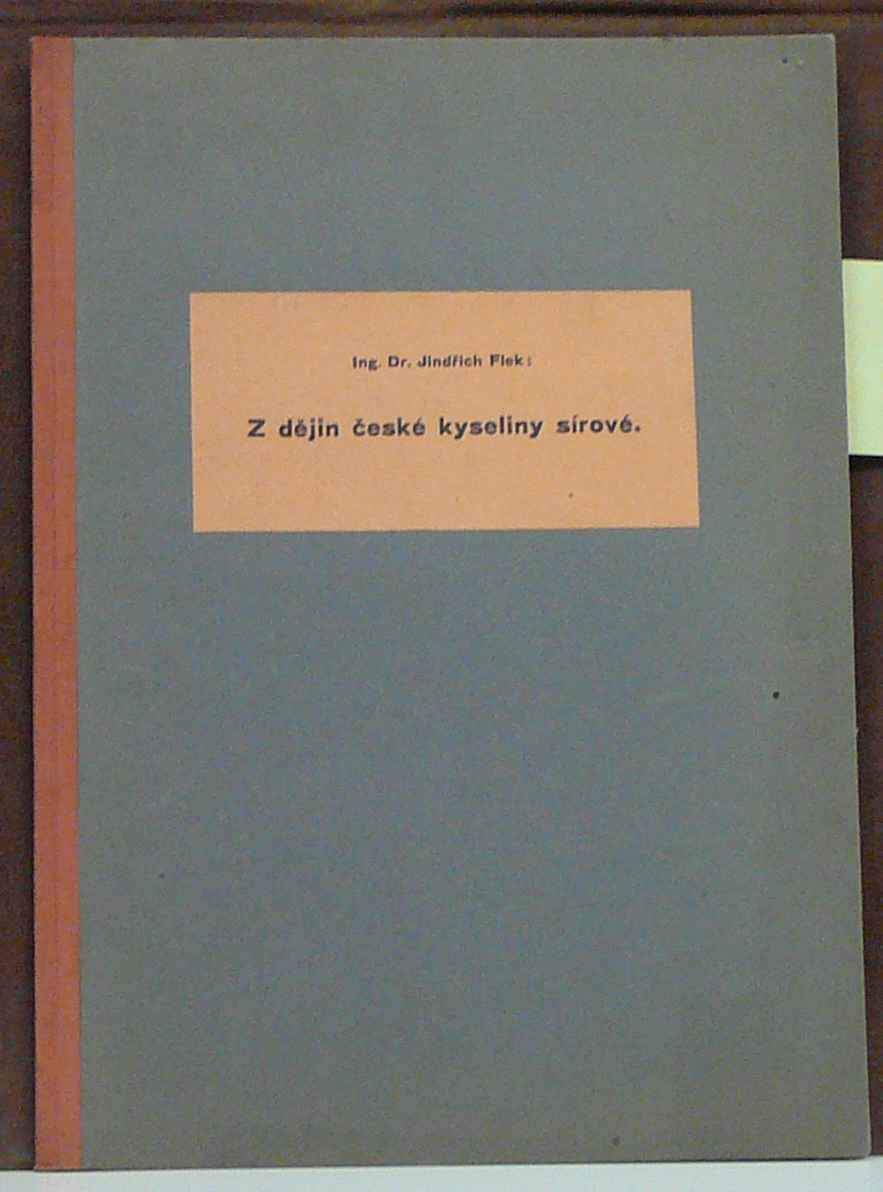 Ing. Dr. Jindřich Flek:
Z dějin české kyseliny sírové.